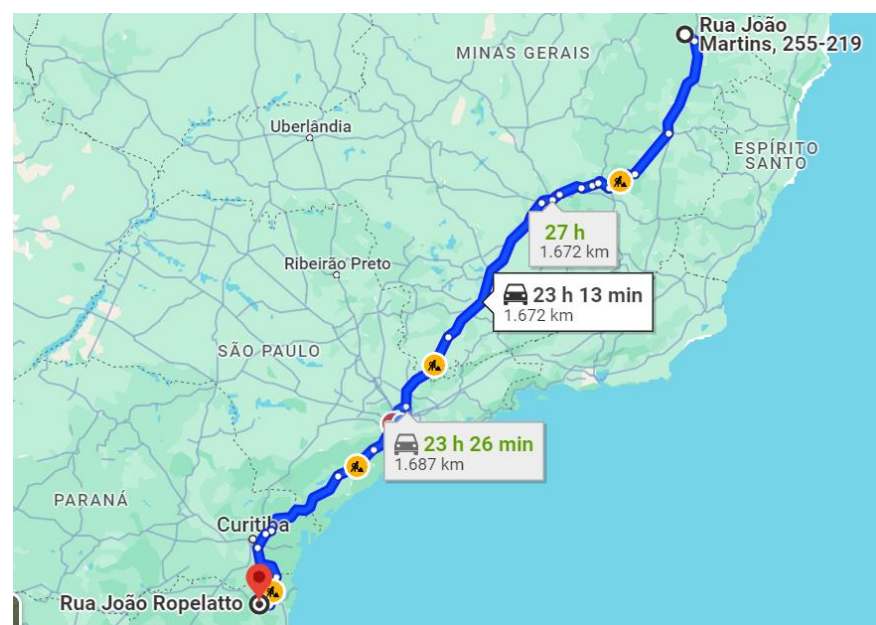 Rua João
Martins, 255-219
MINAS GERAIS
Uberlândia
ESPÍRITO
SANTO
27 h
1.672 km
Ribeirão Preto
23 h 13 min
1.672 km
SÃO PAULO
23 h 26 min
1.687 km
PARANÁ
Curitiba
Rua João Ropelatto